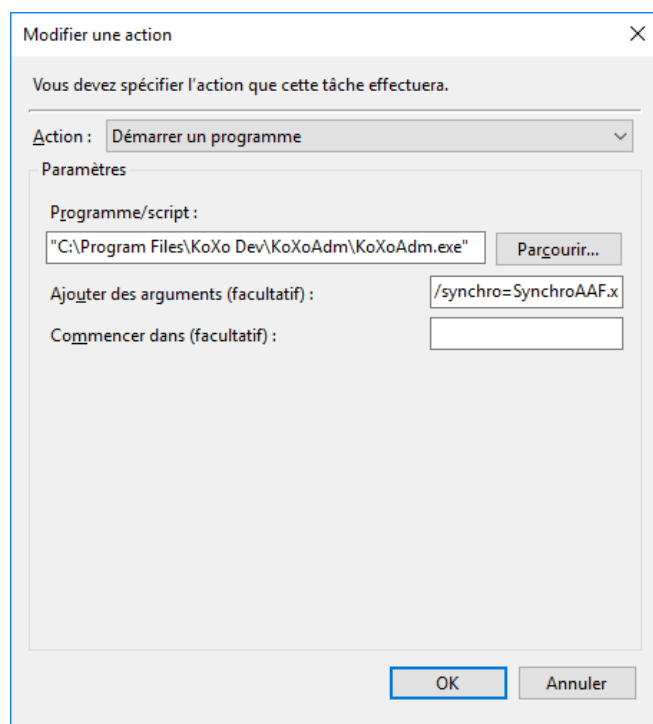 Modifier une action
Vous devez spécifier l'action que cette tâche effectuera.
Action : Démarrer un programme
Paramètres
Programme/script :
"C:\Program Files\KoXo Dev\KoXoAdm\KoXoAdm.exe" Parcourir...
Ajouter des arguments (facultatif) : /synchro=SynchroAAF.x
Commencer dans (facultatif) :
OK Annuler